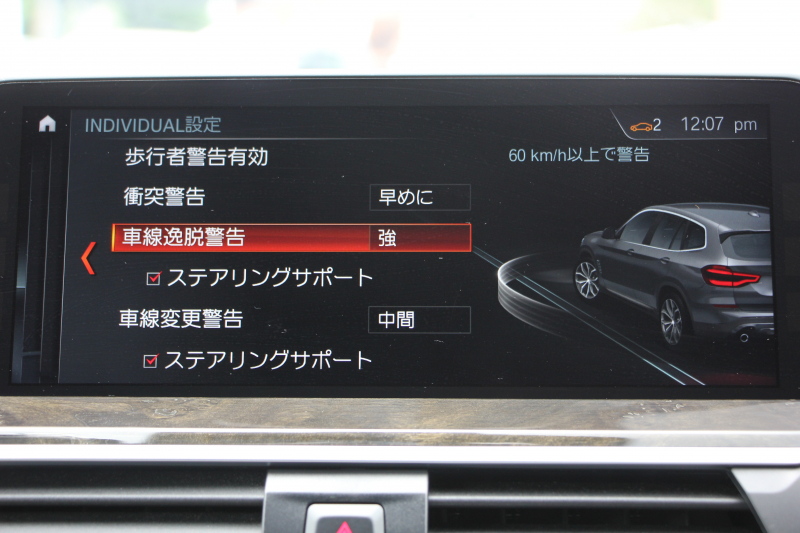 INDIVIDUAL設定
2 12:07 pm
歩行者警告有効
60 km/h以上で警告
衝突警告 早めに
車線逸脱警告 強
ステアリングサポート
車線変更警告 中間
ステアリングサポート